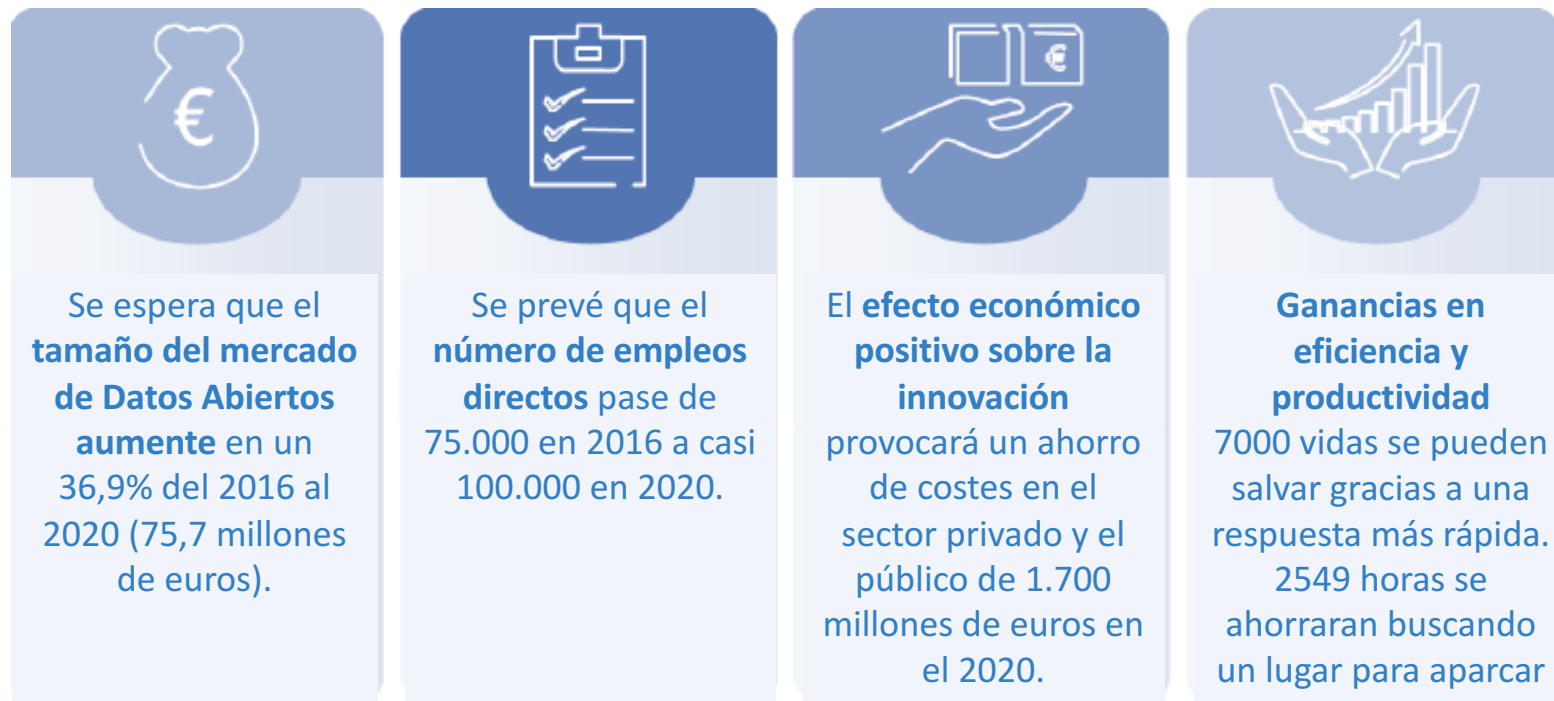 €
Se espera que el
tamaño del mercado
de Datos Abiertos
aumente en un
36,9% del 2016 al
2020 (75,7 millones
de euros).
Se prevé que el
número de empleos
directos pase de
75.000 en 2016 a casi
100.000 en 2020.
€
El efecto económico
positivo sobre la
innovación
provocará un ahorro
de costes en el
sector privado y el
público de 1.700
millones de euros en
el 2020.
Ganancias en
eficiencia y
productividad
7000 vidas se pueden
salvar gracias a una
respuesta más rápida.
2549 horas se
ahorraran buscando
un lugar para aparcar